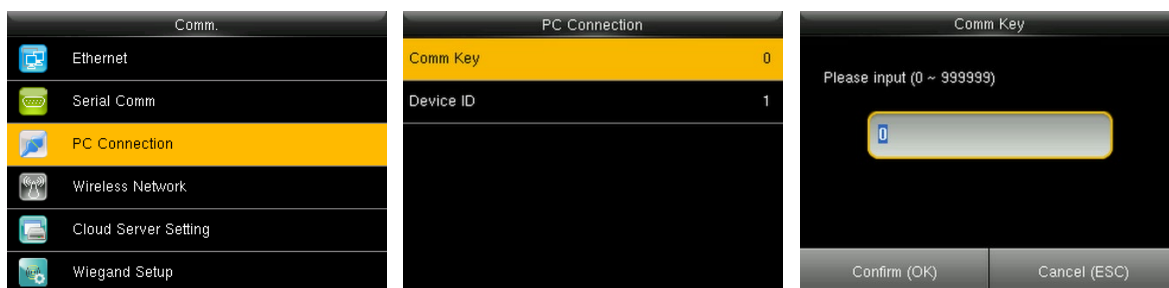 Comm.
Ethernet
Serial Comm
PC Connection
Wireless Network
Cloud Server Setting
Wiegand Setup
PC Connection
Comm Key 0
Device ID 1
Comm Key
Please input (0 ~ 999999)
0
Confirm (OK) Cancel (ESC)